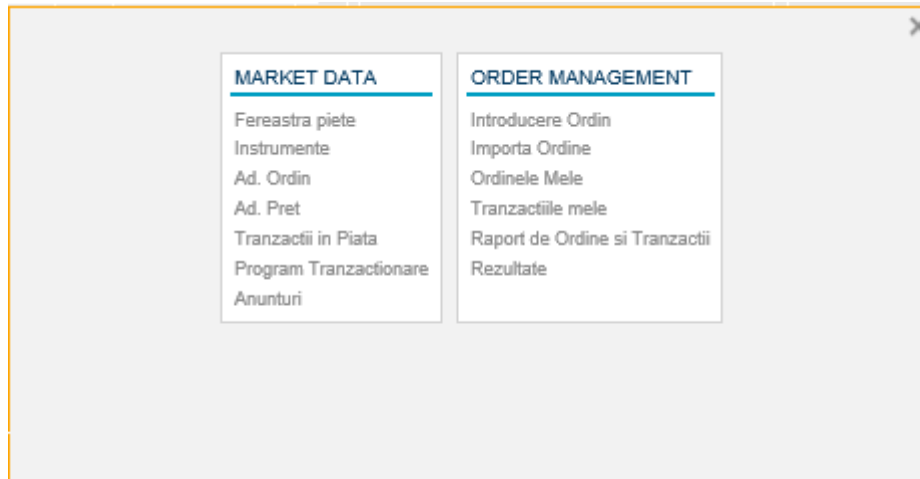 MARKET DATA
Fereastra piete
Instrumente
Ad. Ordin
Ad. Pret
Tranzactii in Piata
Program Tranzactionare
Anunturi
ORDER MANAGEMENT
Introducere Ordin
Importa Ordine
Ordinele Mele
Tranzactiile mele
Raport de Ordine si Tranzactii
Rezultate